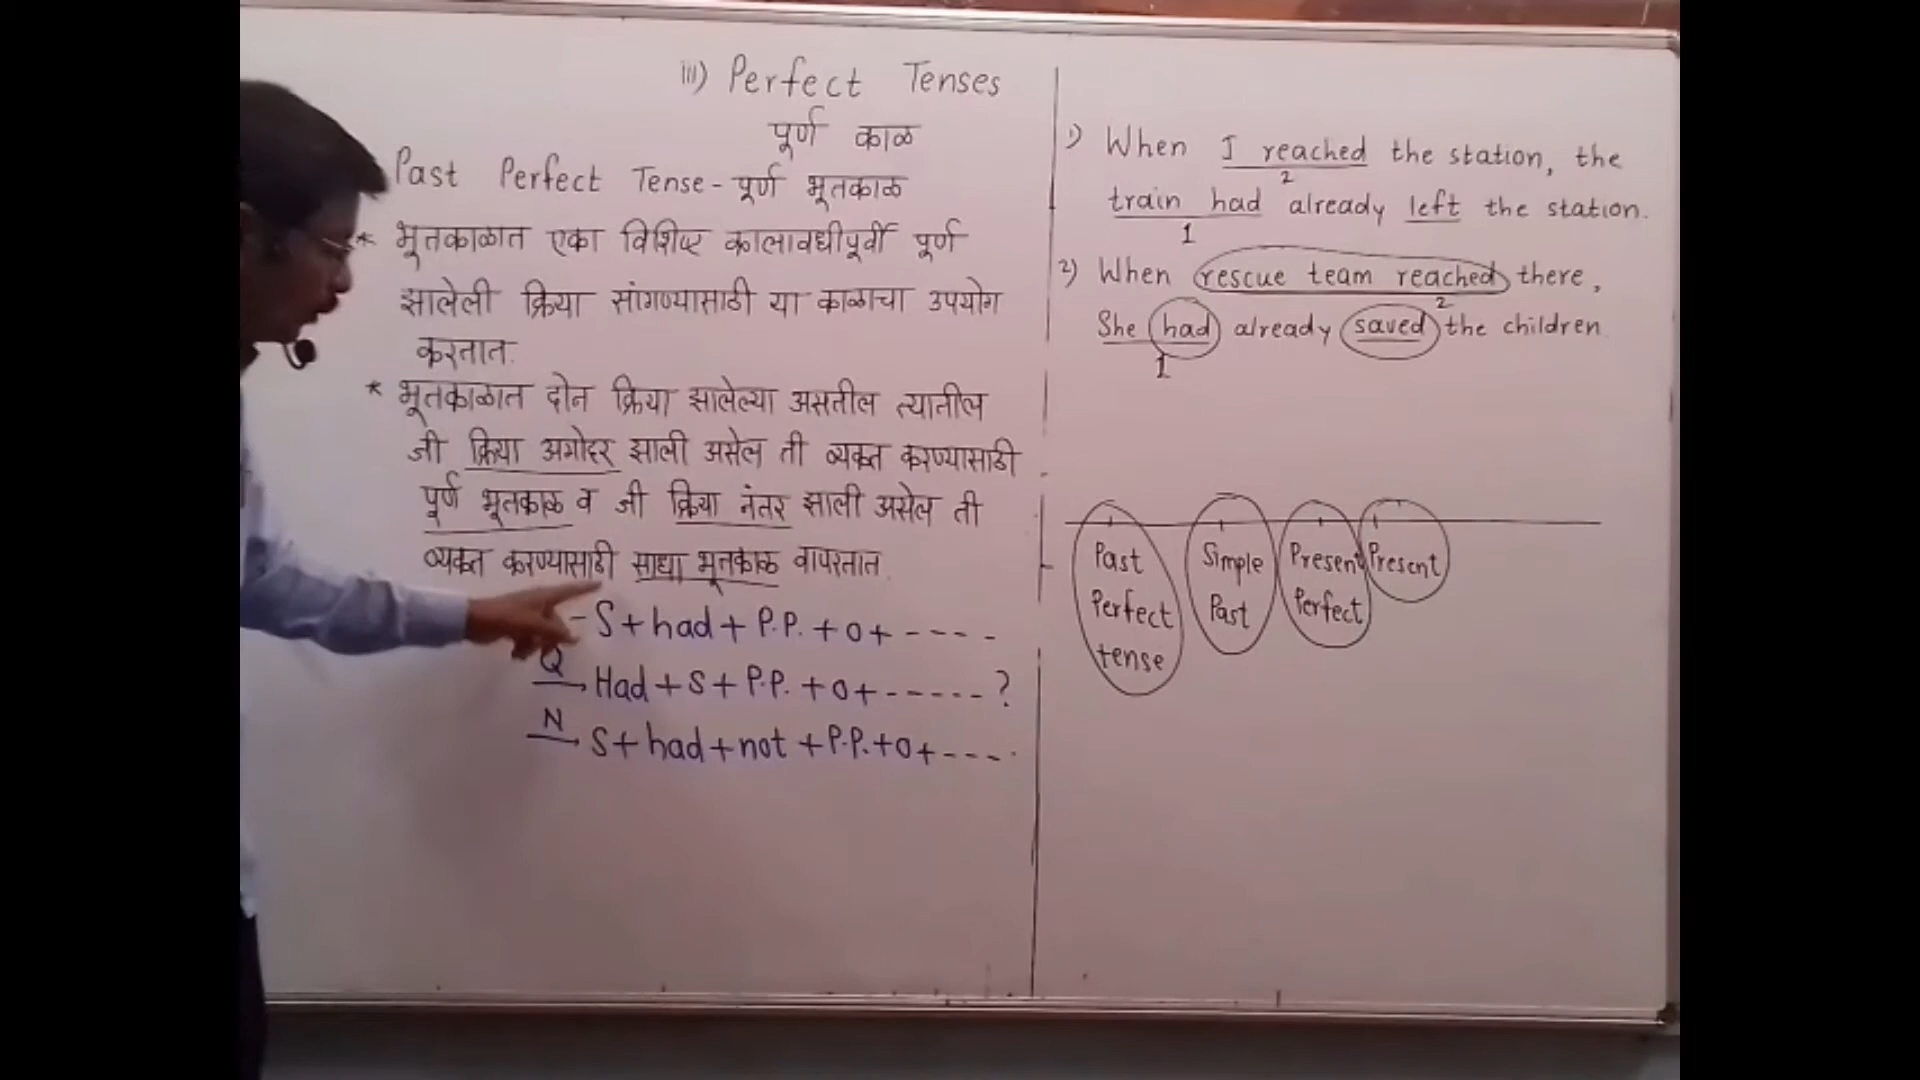 iii) Perfect Tenses
पूर्ण काळ
Past Perfect Tense - पूर्ण भूतकाळ
* भूतकाळात एका विशिष्ट कालावधीपूर्वी पूर्ण
झालेली क्रिया सांगण्यासाठी या काळाचा उपयोग
करतात.
* भूतकाळात दोन क्रिया झालेल्या असतील त्यातील
जी क्रिया अगोदर झाली असेल ती व्यक्त करण्यासाठी
पूर्ण भूतकाळ व जी क्रिया नंतर झाली असेल ती
व्यक्त करण्यासाठी साधा भूतकाळ वापरतात.
- S + had + P.P. + o + - - - -
Q
Had + S + P.P. + o + - - - - - - ?
N
S + had + not + P.P. + o + - - - -
1) When I reached the station, the
2
train had already left the station.
1
2) When rescue team reached there,
2
She had already saved the children.
1
Past Simple Present Present
Perfect Past Perfect
tense